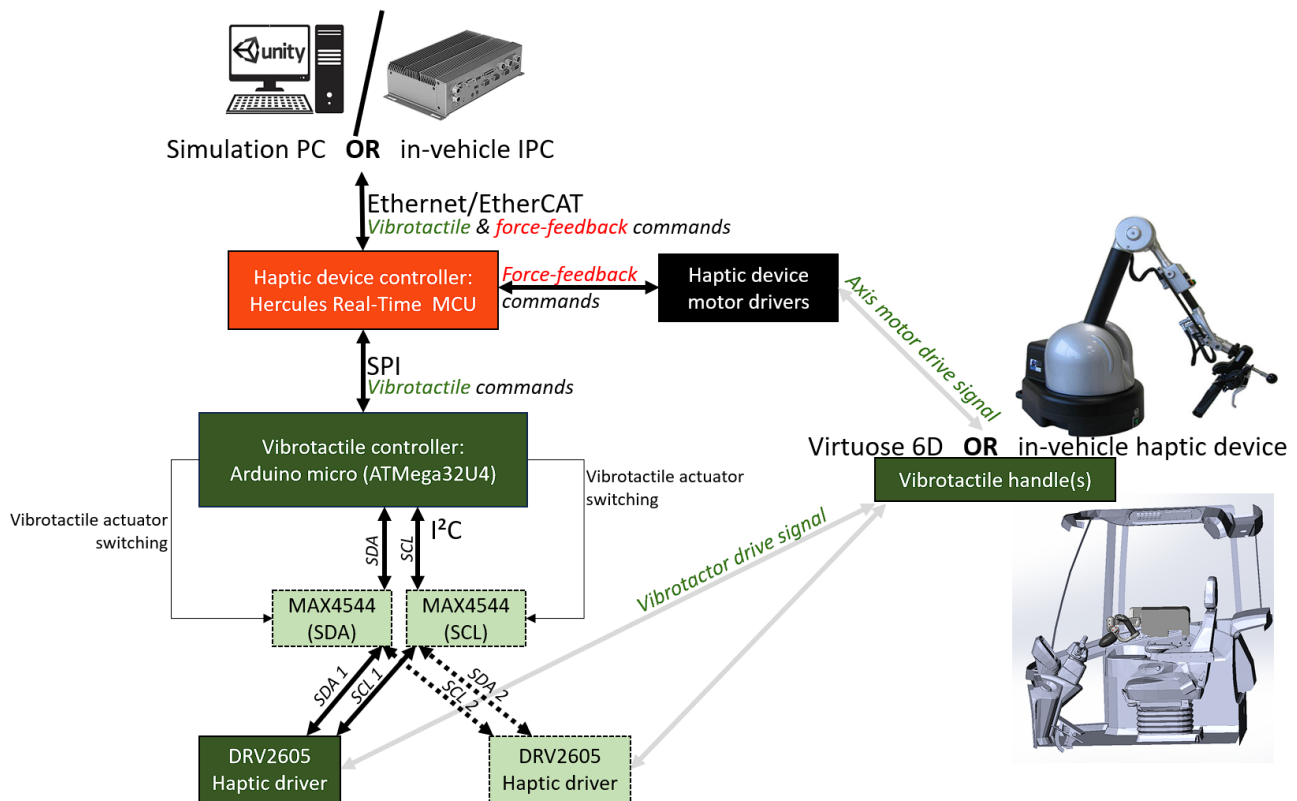 unity
Simulation PC OR in-vehicle IPC
Ethernet/EtherCAT
Vibrotactile & force-feedback commands
Haptic device controller:
Hercules Real-Time MCU
Force-feedback
commands
Haptic device
motor drivers
Axis motor drive signal
SPI
Vibrotactile commands
Vibrotactile controller:
Arduino micro (ATMega32U4)
Virtuose 6D OR in-vehicle haptic device
Vibrotactile handle(s)
Vibrotactile actuator
switching
Vibrotactile actuator
switching
SDA
SCL
I²C
Vibrotactor drive signal
MAX4544
(SDA)
MAX4544
(SCL)
SDA 1
SCL 1
SCL 2
SDA 2
DRV2605
Haptic driver
DRV2605
Haptic driver